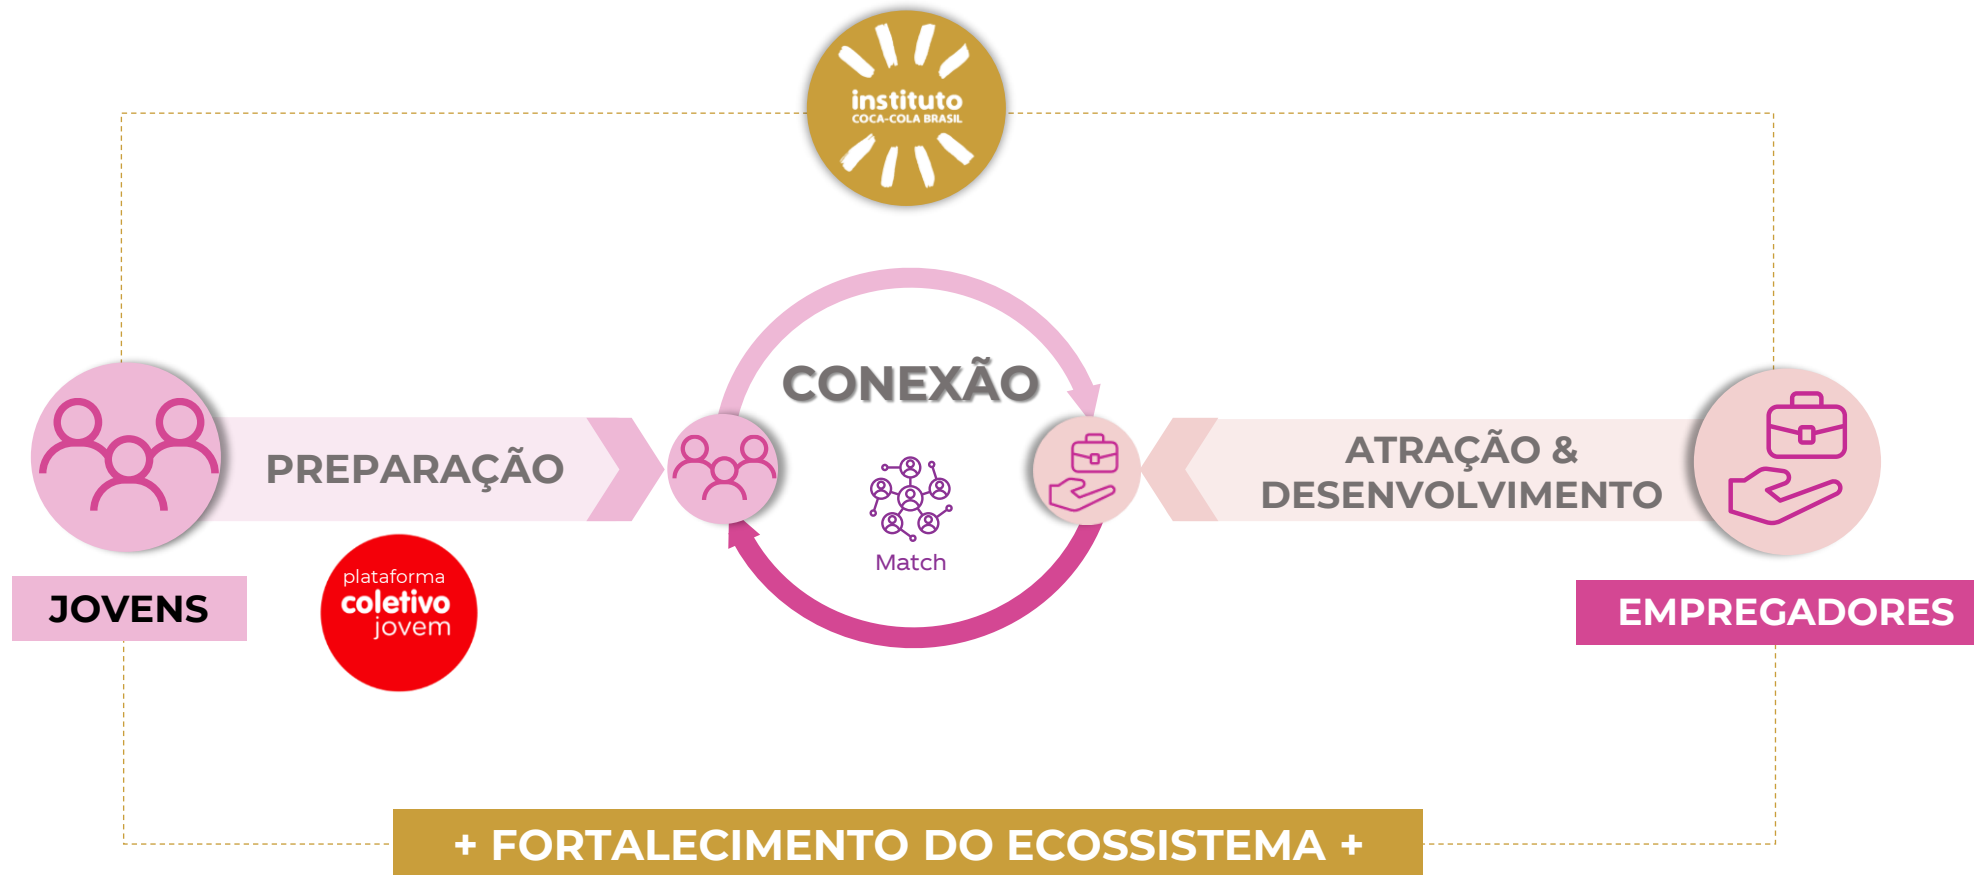 instituto
COCA-COLA BRASIL
CONEXÃO
PREPARAÇÃO
ATRAÇÃO &
DESENVOLVIMENTO
Match
plataforma
coletivo
jovem
JOVENS
EMPREGADORES
+ FORTALECIMENTO DO ECOSSISTEMA +